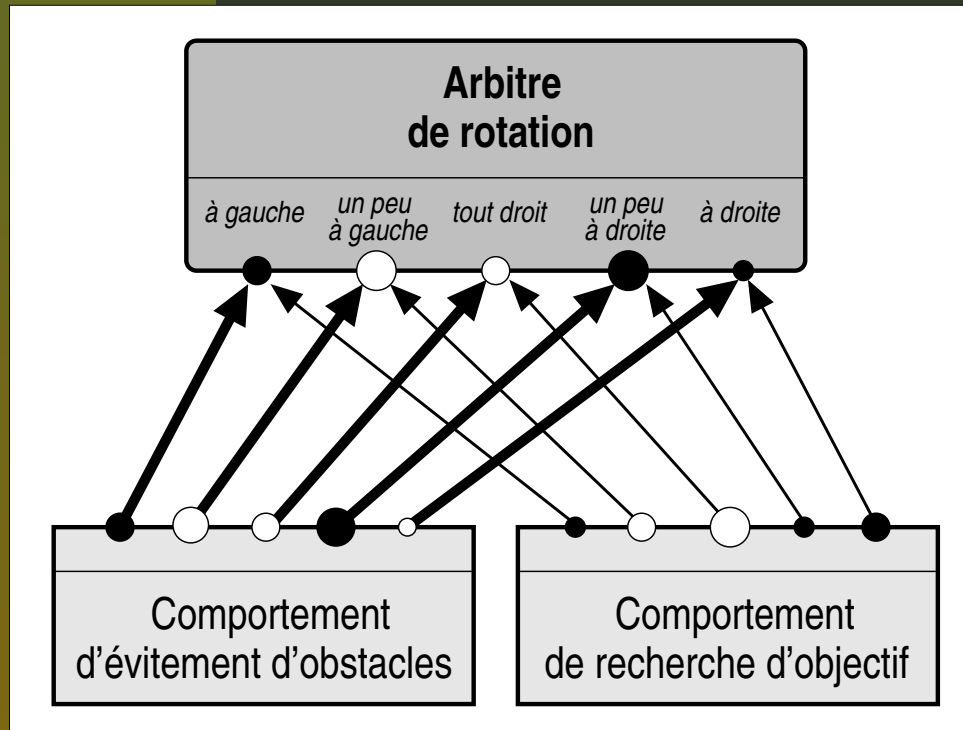 Arbitre
de rotation
à gauche
un peu
à gauche
tout droit
un peu
à droite
à droite
Comportement
d'évitement d'obstacles
Comportement
de recherche d'objectif